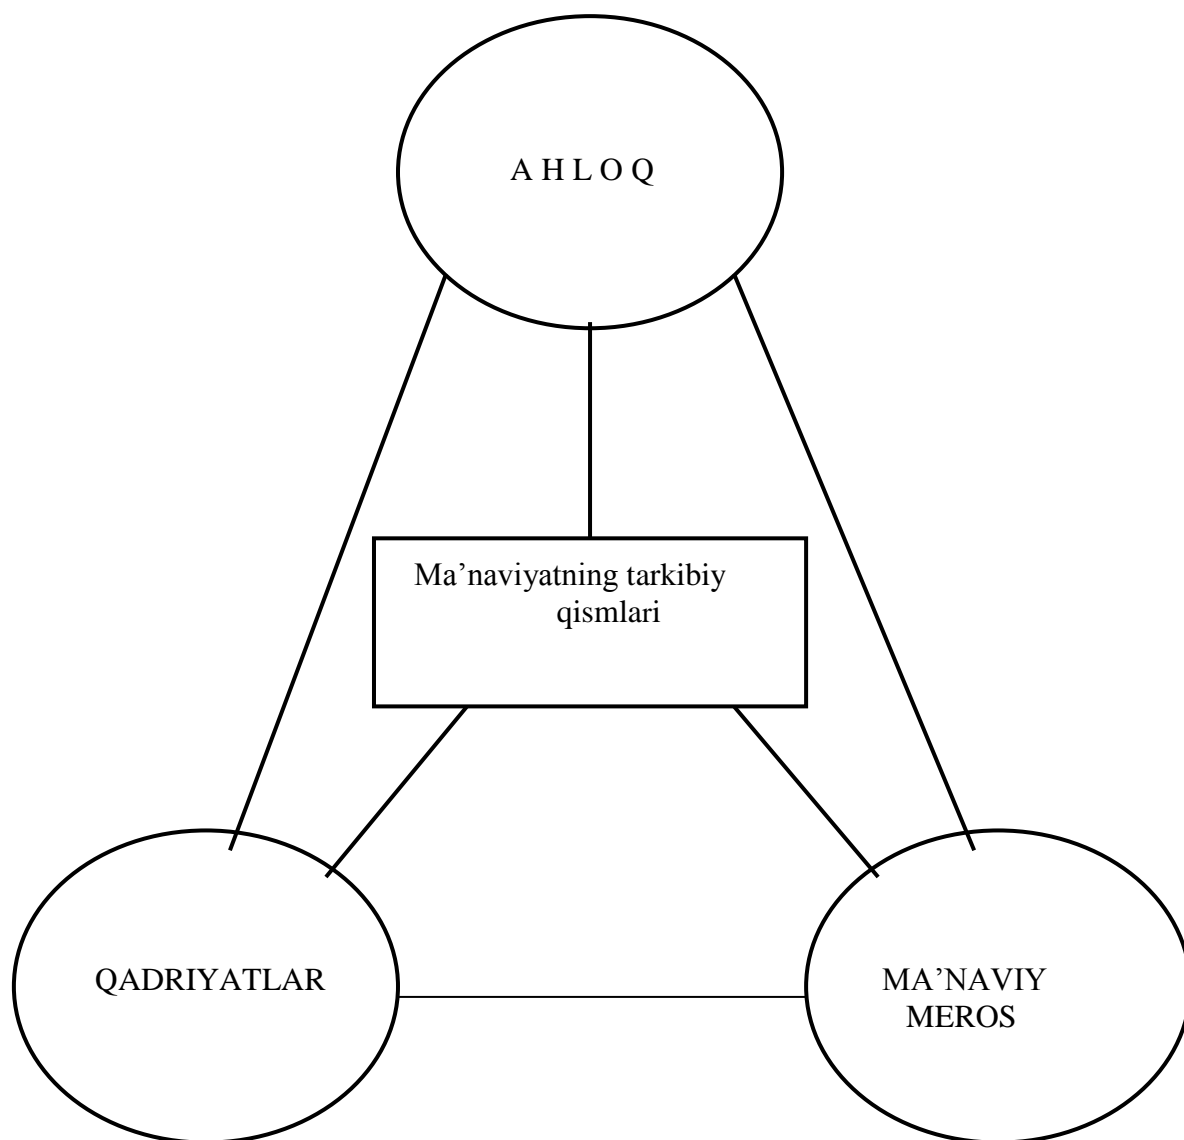 A H L O Q
Ma’naviyatning tarkibiy
qismlari
QADRIYATLAR
MA’NAVIY
MEROS